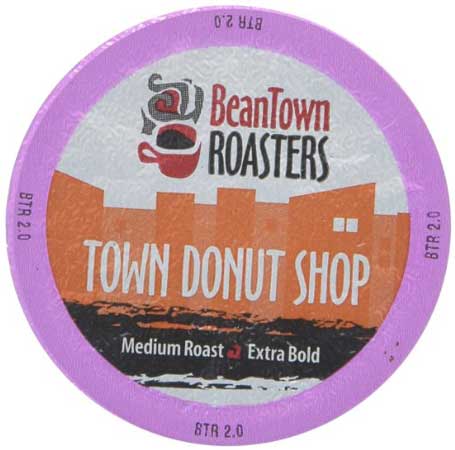 BTR 2.0
BEANTOWN
ROASTERS
BTR 2.0
BTR 2.0
TOWN DONUT SHOP
Medium Roast Extra Bold
BTR 2.0